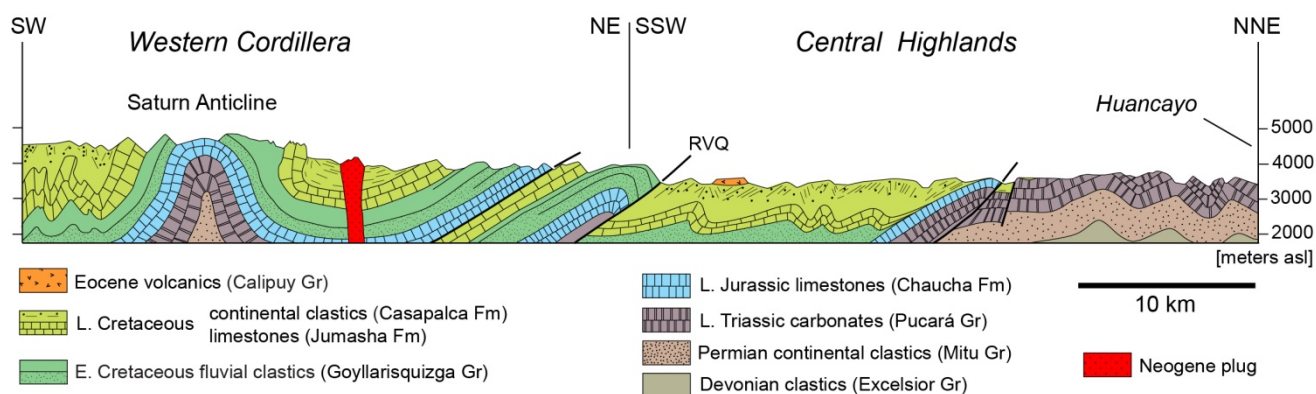 SW
Western Cordillera
NE
SSW
Central Highlands
NNE
Saturn Anticline
Huancayo
RVQ
5000
4000
3000
2000
[meters asl]
Eocene volcanics (Calipuy Gr)
L. Cretaceous
continental clastics (Casapalca Fm)
limestones (Jumasha Fm)
E. Cretaceous fluvial clastics (Goyllarisquizga Gr)
L. Jurassic limestones (Chaucha Fm)
L. Triassic carbonates (Pucará Gr)
Permian continental clastics (Mitu Gr)
Devonian clastics (Excelsior Gr)
10 km
Neogene plug